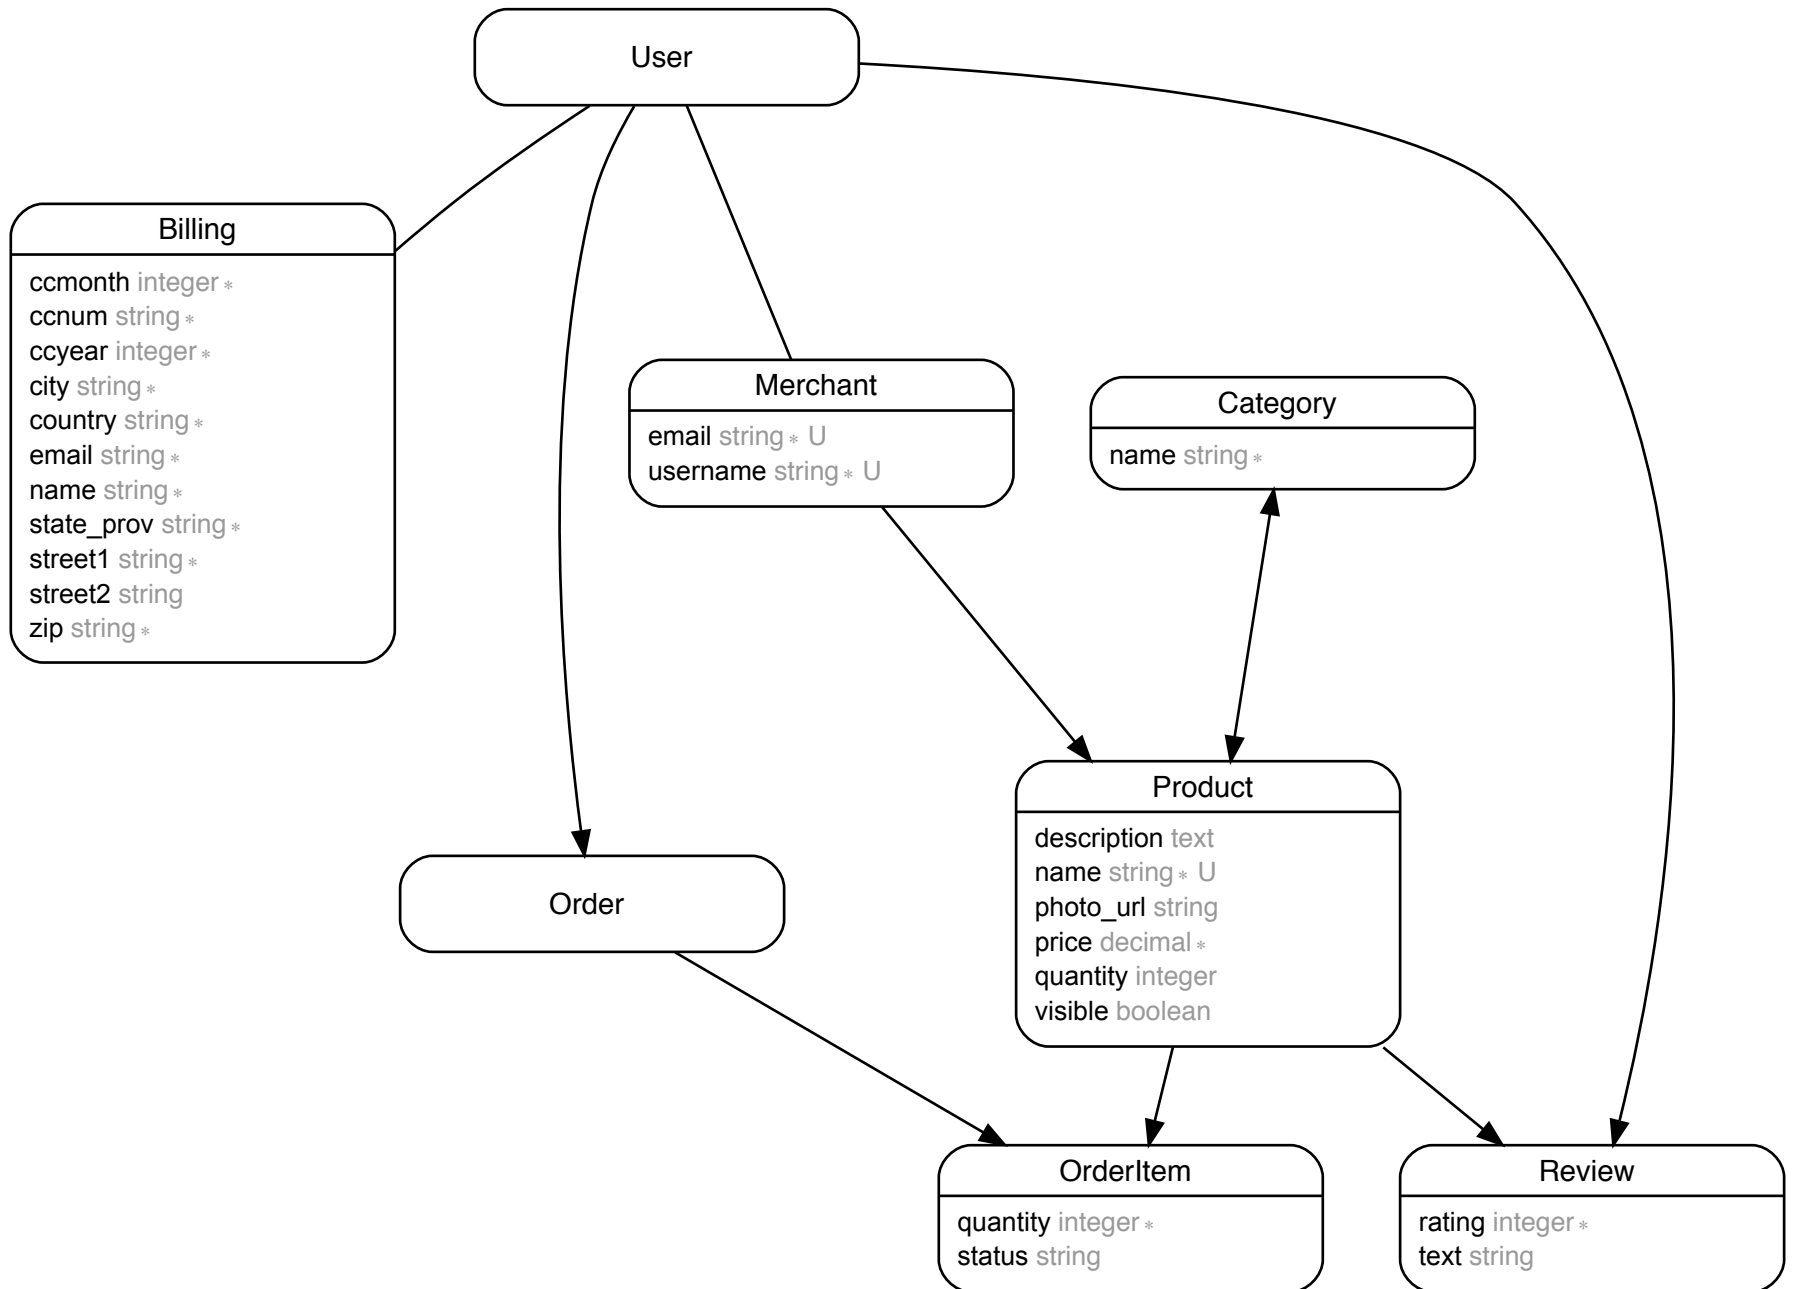 User
Billing
ccmonth integer *
ccnum string *
ccyear integer *
city string *
country string *
email string *
name string *
state_prov string *
street1 string *
street2 string
zip string *
Merchant
email string * U
username string * U
Category
name string *
Order
Product
description text
name string * U
photo_url string
price decimal *
quantity integer
visible boolean
OrderItem
quantity integer *
status string
Review
rating integer *
text string